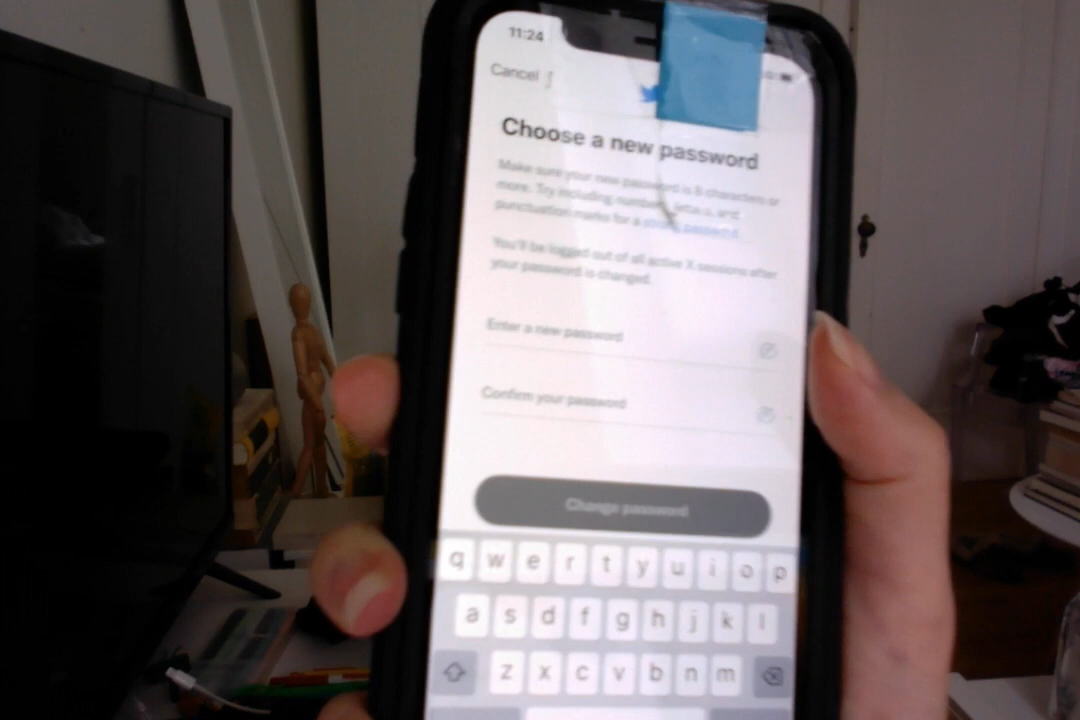 11:24
Cancel
Choose a new password
Make sure your new password is 8 characters or
more. Try including numbers, letters, and
punctuation marks for a strong password.
You'll be logged out of all active X sessions after
your password is changed.
Enter a new password
Confirm your password
Change password
q w e r t y u i o p
a s d f g h j k l
z x c v b n m